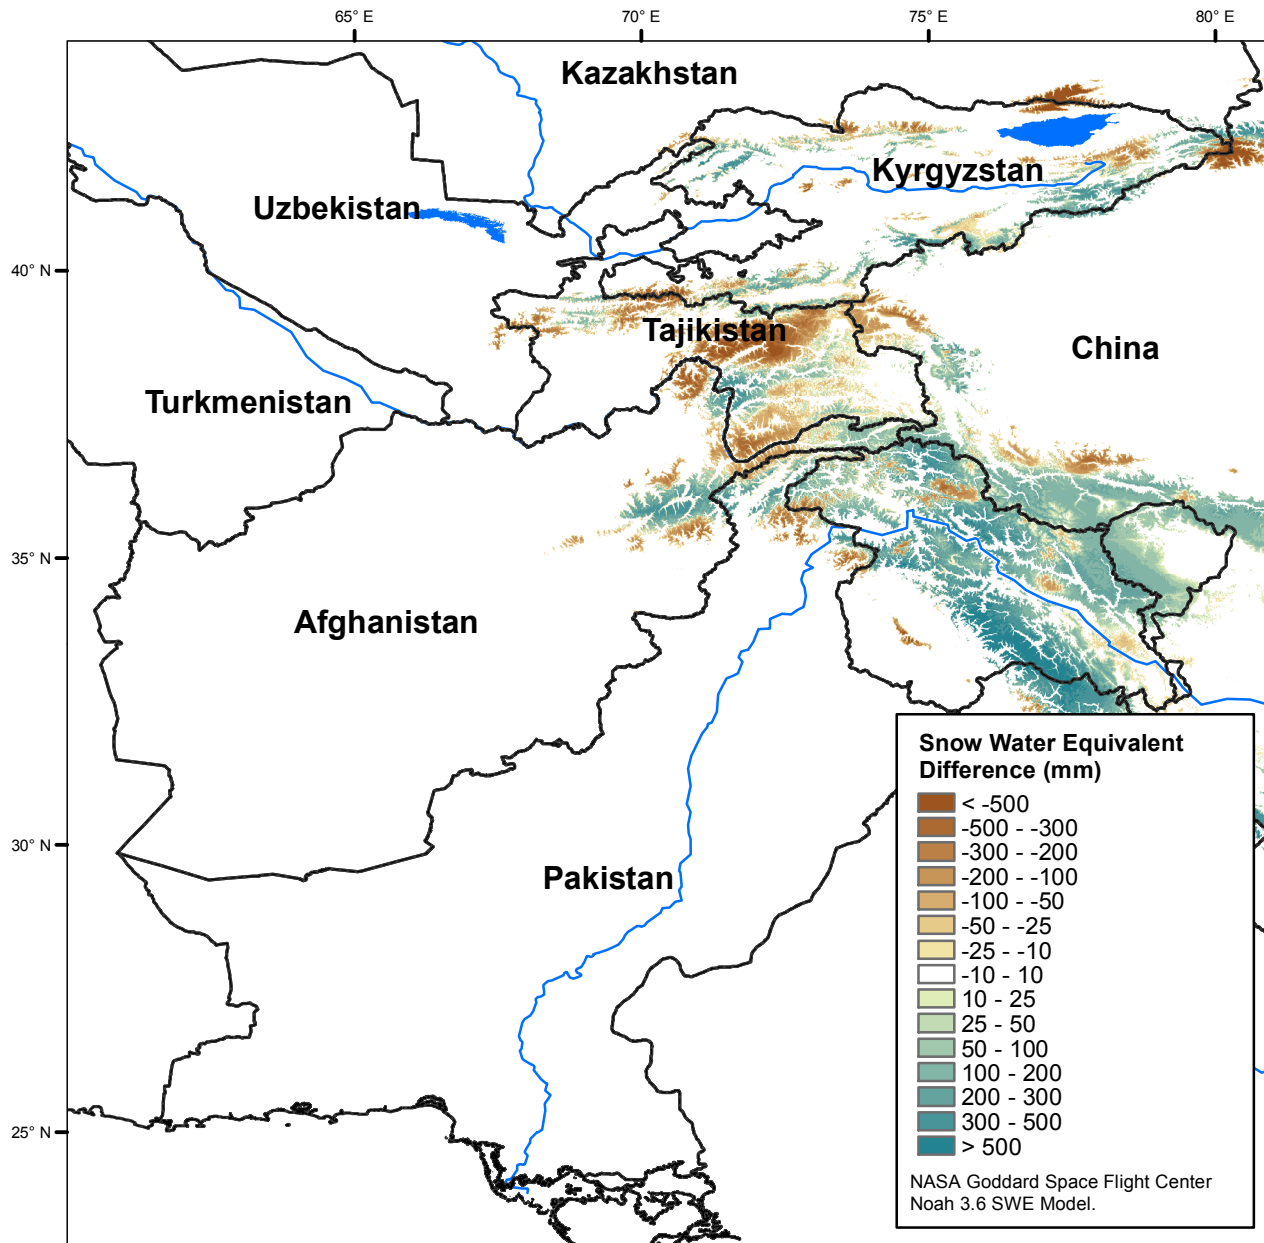 65° E
70° E
75° E
80° E
Kazakhstan
Kyrgyzstan
Uzbekistan
40° N
Tajikistan
China
Turkmenistan
35° N
Afghanistan
30° N
Pakistan
25° N
Snow Water Equivalent
Difference (mm)
< -500
-500 - -300
-300 - -200
-200 - -100
-100 - -50
-50 - -25
-25 - -10
-10 - 10
10 - 25
25 - 50
50 - 100
100 - 200
200 - 300
300 - 500
> 500
NASA Goddard Space Flight Center
Noah 3.6 SWE Model.